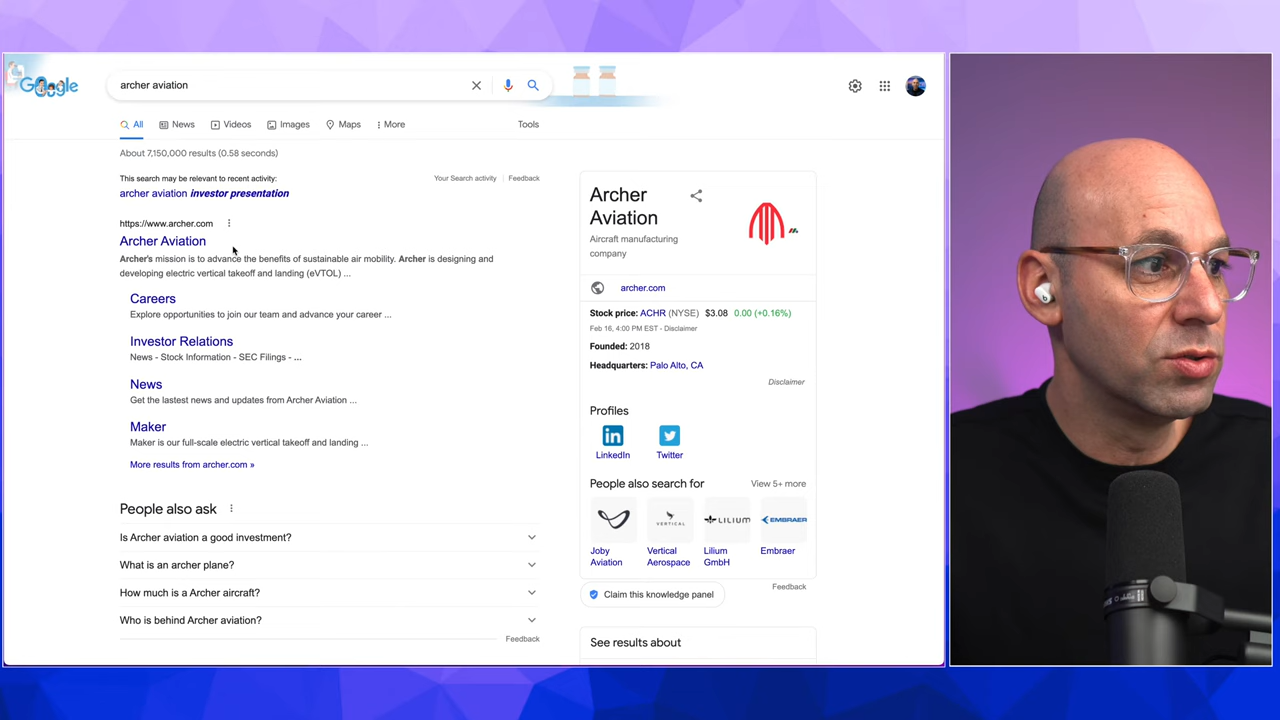 Google
archer aviation
All
News
Videos
Images
Maps
More
Tools
About 7,150,000 results (0.58 seconds)
This search may be relevant to recent activity:
Your Search activity
Feedback
archer aviation investor presentation
https://www.archer.com
Archer Aviation
Archer's mission is to advance the benefits of sustainable air mobility. Archer is designing and
developing electric vertical takeoff and landing (eVTOL) ...
Careers
Explore opportunities to join our team and advance your career ...
Investor Relations
News - Stock Information - SEC Filings - ...
News
Get the lastest news and updates from Archer Aviation ...
Maker
Maker is our full-scale electric vertical takeoff and landing ...
More results from archer.com »
People also ask
Is Archer aviation a good investment?
What is an archer plane?
How much is a Archer aircraft?
Who is behind Archer aviation?
Feedback
Archer
Aviation
Aircraft manufacturing
company
archer.com
Stock price: ACHR (NYSE) $3.08 0.00 (+0.16%)
Feb 16, 4:00 PM EST - Disclaimer
Founded: 2018
Headquarters: Palo Alto, CA
Disclaimer
Profiles
in
LinkedIn
Twitter
People also search for
View 5+ more
VERTICAL
LILIUM
EMBRAER
Joby
Aviation
Vertical
Aerospace
Lilium
GmbH
Embraer
Feedback
Claim this knowledge panel
See results about